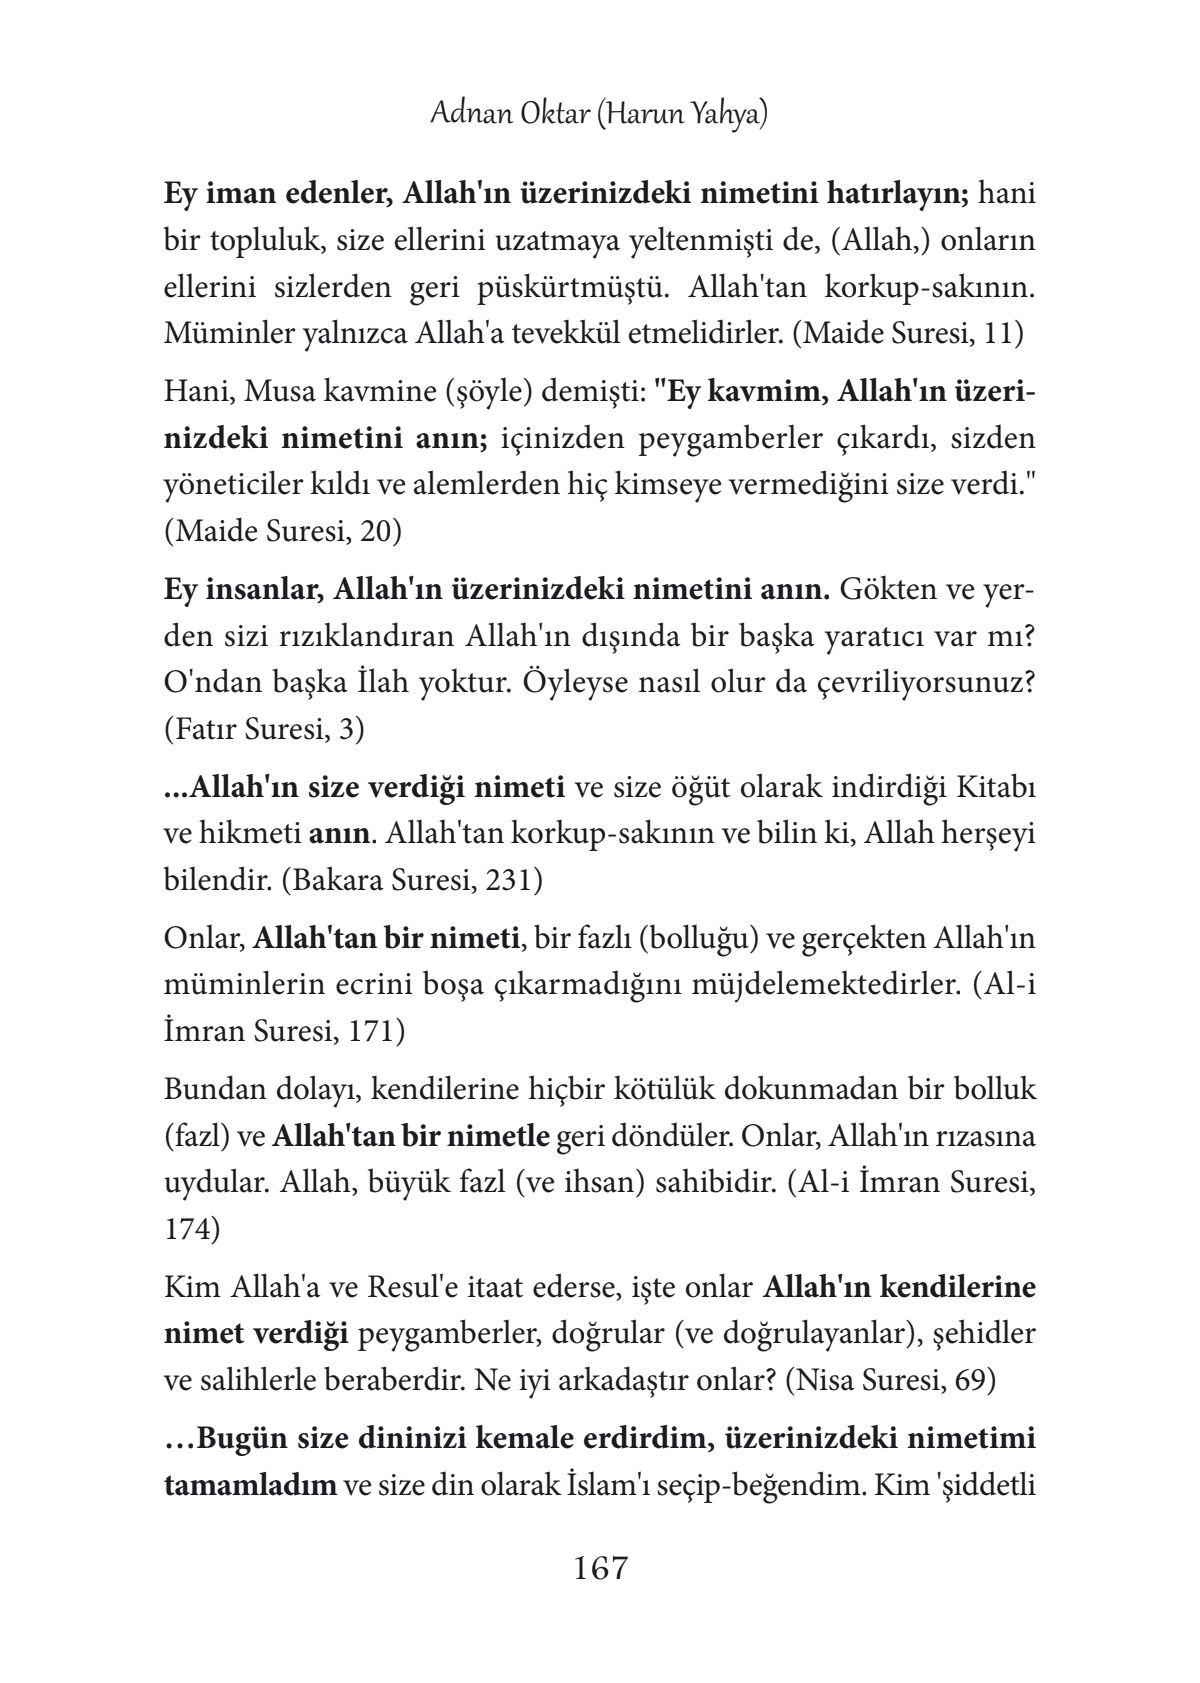 Adnan Oktar (Harun Yahya)
Ey iman edenler, Allah'ın üzerinizdeki nimetini hatırlayın; hani
bir topluluk, size ellerini uzatmaya yeltenmişti de, (Allah,) onların
ellerini sizlerden geri püskürtmüştü. Allah'tan korkup-sakının.
Müminler yalnızca Allah'a tevekkül etmelidirler. (Maide Suresi, 11)
Hani, Musa kavmine (şöyle) demişti: "Ey kavmim, Allah'ın üzeri-
nizdeki nimetini anın; içinizden peygamberler çıkardı, sizden
yöneticiler kıldı ve alemlerden hiç kimseye vermediğini size verdi."
(Maide Suresi, 20)
Ey insanlar, Allah'ın üzerinizdeki nimetini anın. Gökten ve yer-
den sizi rızıklandıran Allah'ın dışında bir başka yaratıcı var mı?
O'ndan başka İlah yoktur. Öyleyse nasıl olur da çevriliyorsunuz?
(Fatır Suresi, 3)
...Allah'ın size verdiği nimeti ve size öğüt olarak indirdiği Kitabı
ve hikmeti anın. Allah'tan korkup-sakının ve bilin ki, Allah herşeyi
bilendir. (Bakara Suresi, 231)
Onlar, Allah'tan bir nimeti, bir fazlı (bolluğu) ve gerçekten Allah'ın
müminlerin ecrini boşa çıkarmadığını müjdelemektedirler. (Al-i
İmran Suresi, 171)
Bundan dolayı, kendilerine hiçbir kötülük dokunmadan bir bolluk
(fazl) ve Allah'tan bir nimetle geri döndüler. Onlar, Allah'ın rızasına
uydular. Allah, büyük fazl (ve ihsan) sahibidir. (Al-i İmran Suresi,
174)
Kim Allah'a ve Resul'e itaat ederse, işte onlar Allah'ın kendilerine
nimet verdiği peygamberler, doğrular (ve doğrulayanlar), şehidler
ve salihlerle beraberdir. Ne iyi arkadaştır onlar? (Nisa Suresi, 69)
…Bugün size dininizi kemale erdirdim, üzerinizdeki nimetimi
tamamladım ve size din olarak İslam'ı seçip-beğendim. Kim 'şiddetli
167